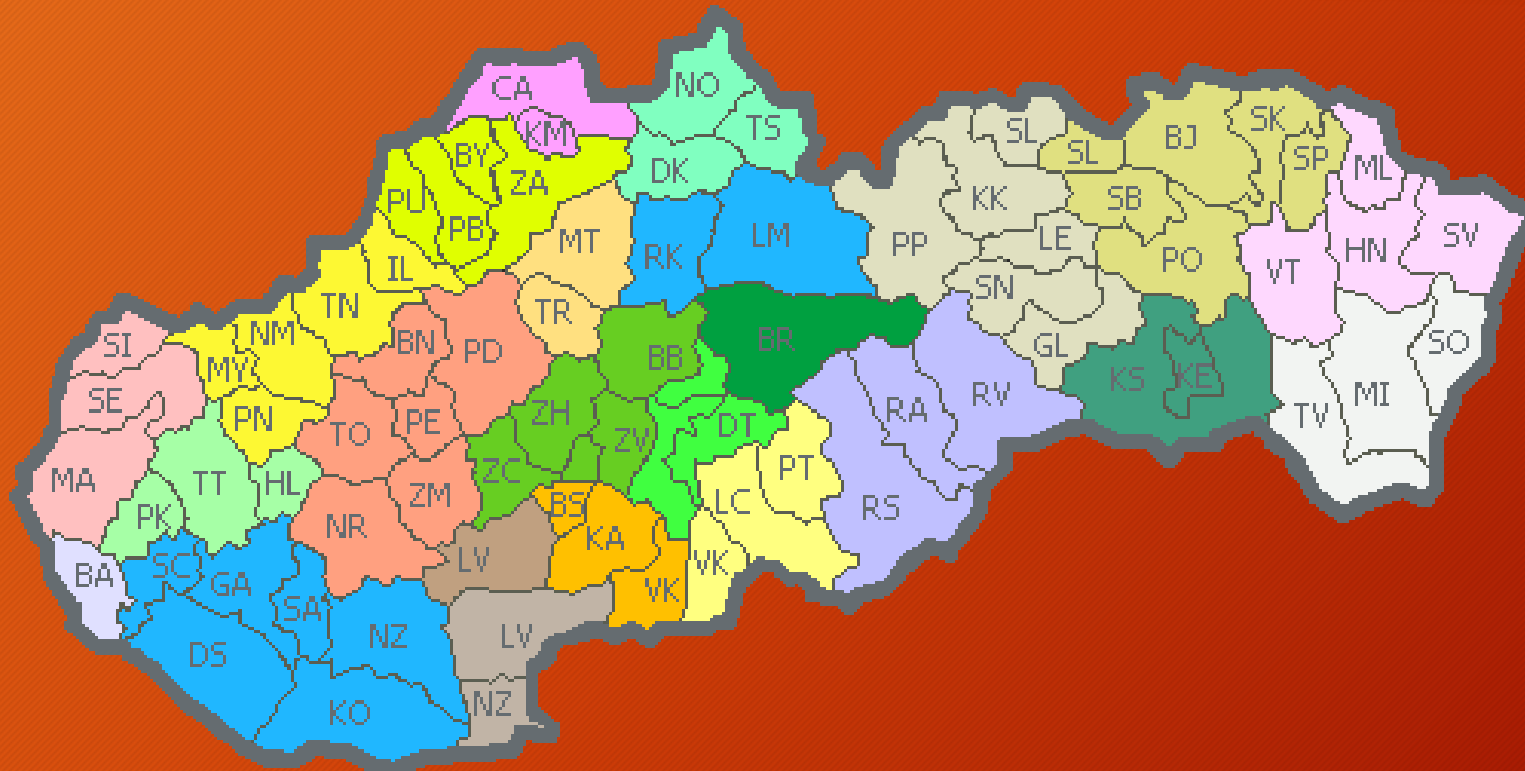 CA
NO
KM
TS
SL
BJ
SK
SP
ML
BY
ZA
DK
SL
PU
PB
KK
SB
MT
LM
RK
PP
LE
PO
VT
HN
SV
IL
TN
TR
SN
NM
SI
MY
BN
PD
BB
BR
GL
SO
SE
PN
TO
PE
ZH
ZV
DT
RA
RV
KS
KE
TV
MI
MA
TT
HL
ZM
ZC
PT
PK
NR
BS
LC
RS
BA
SC
GA
SA
LV
KA
VK
VK
DS
NZ
LV
KO
NZ